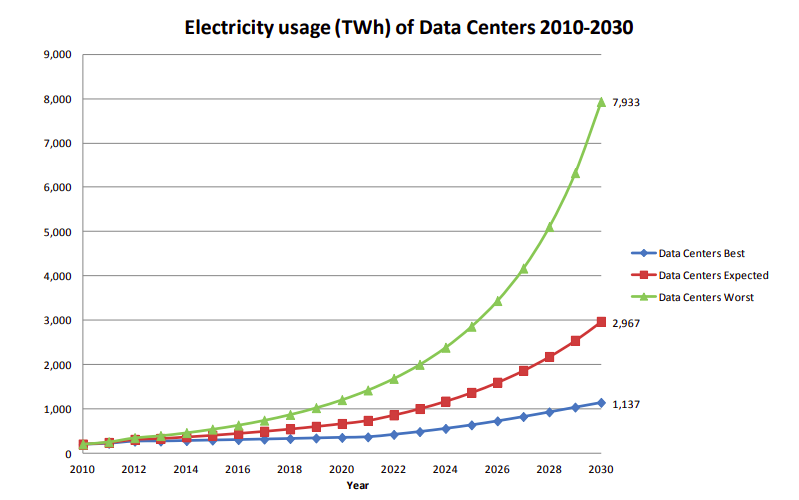 Electricity usage (TWh) of Data Centers 2010-2030
9,000
8,000
7,933
7,000
6,000
5,000
4,000
3,000
2,967
2,000
1,000
1,137
0
Data Centers Best
Data Centers Expected
Data Centers Worst
2010 2012 2014 2016 2018 2020 2022 2024 2026 2028 2030
Year